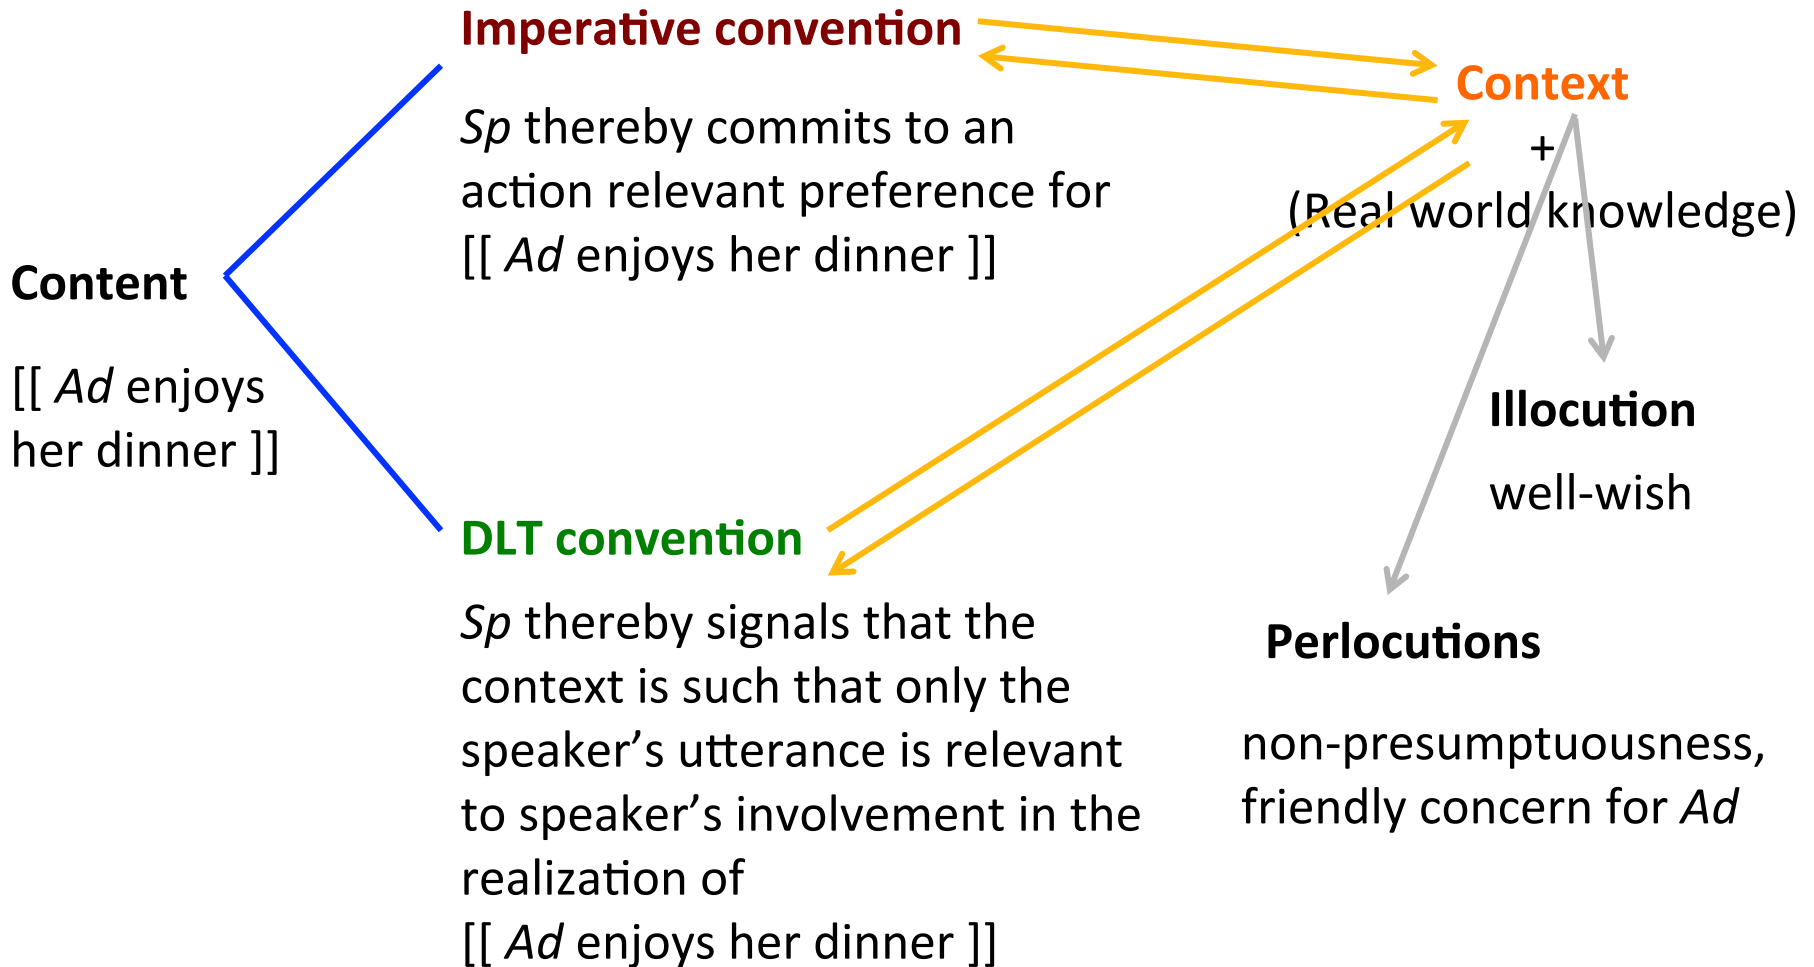 Imperative convention
Sp thereby commits to an
action relevant preference for
[[ Ad enjoys her dinner ]]
Context
+
(Real world knowledge)
Content
[[ Ad enjoys
her dinner ]]
Illocution
well-wish
DLT convention
Sp thereby signals that the
context is such that only the
speaker’s utterance is relevant
to speaker’s involvement in the
realization of
[[ Ad enjoys her dinner ]]
Perlocutions
non-presumptuousness,
friendly concern for Ad